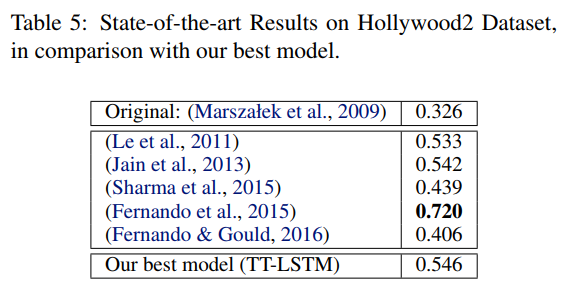 Table 5: State-of-the-art Results on Hollywood2 Dataset,
in comparison with our best model.
Original: (Marszałek et al., 2009) 0.326
(Le et al., 2011) 0.533
(Jain et al., 2013) 0.542
(Sharma et al., 2015) 0.439
(Fernando et al., 2015) 0.720
(Fernando & Gould, 2016) 0.406
Our best model (TT-LSTM) 0.546